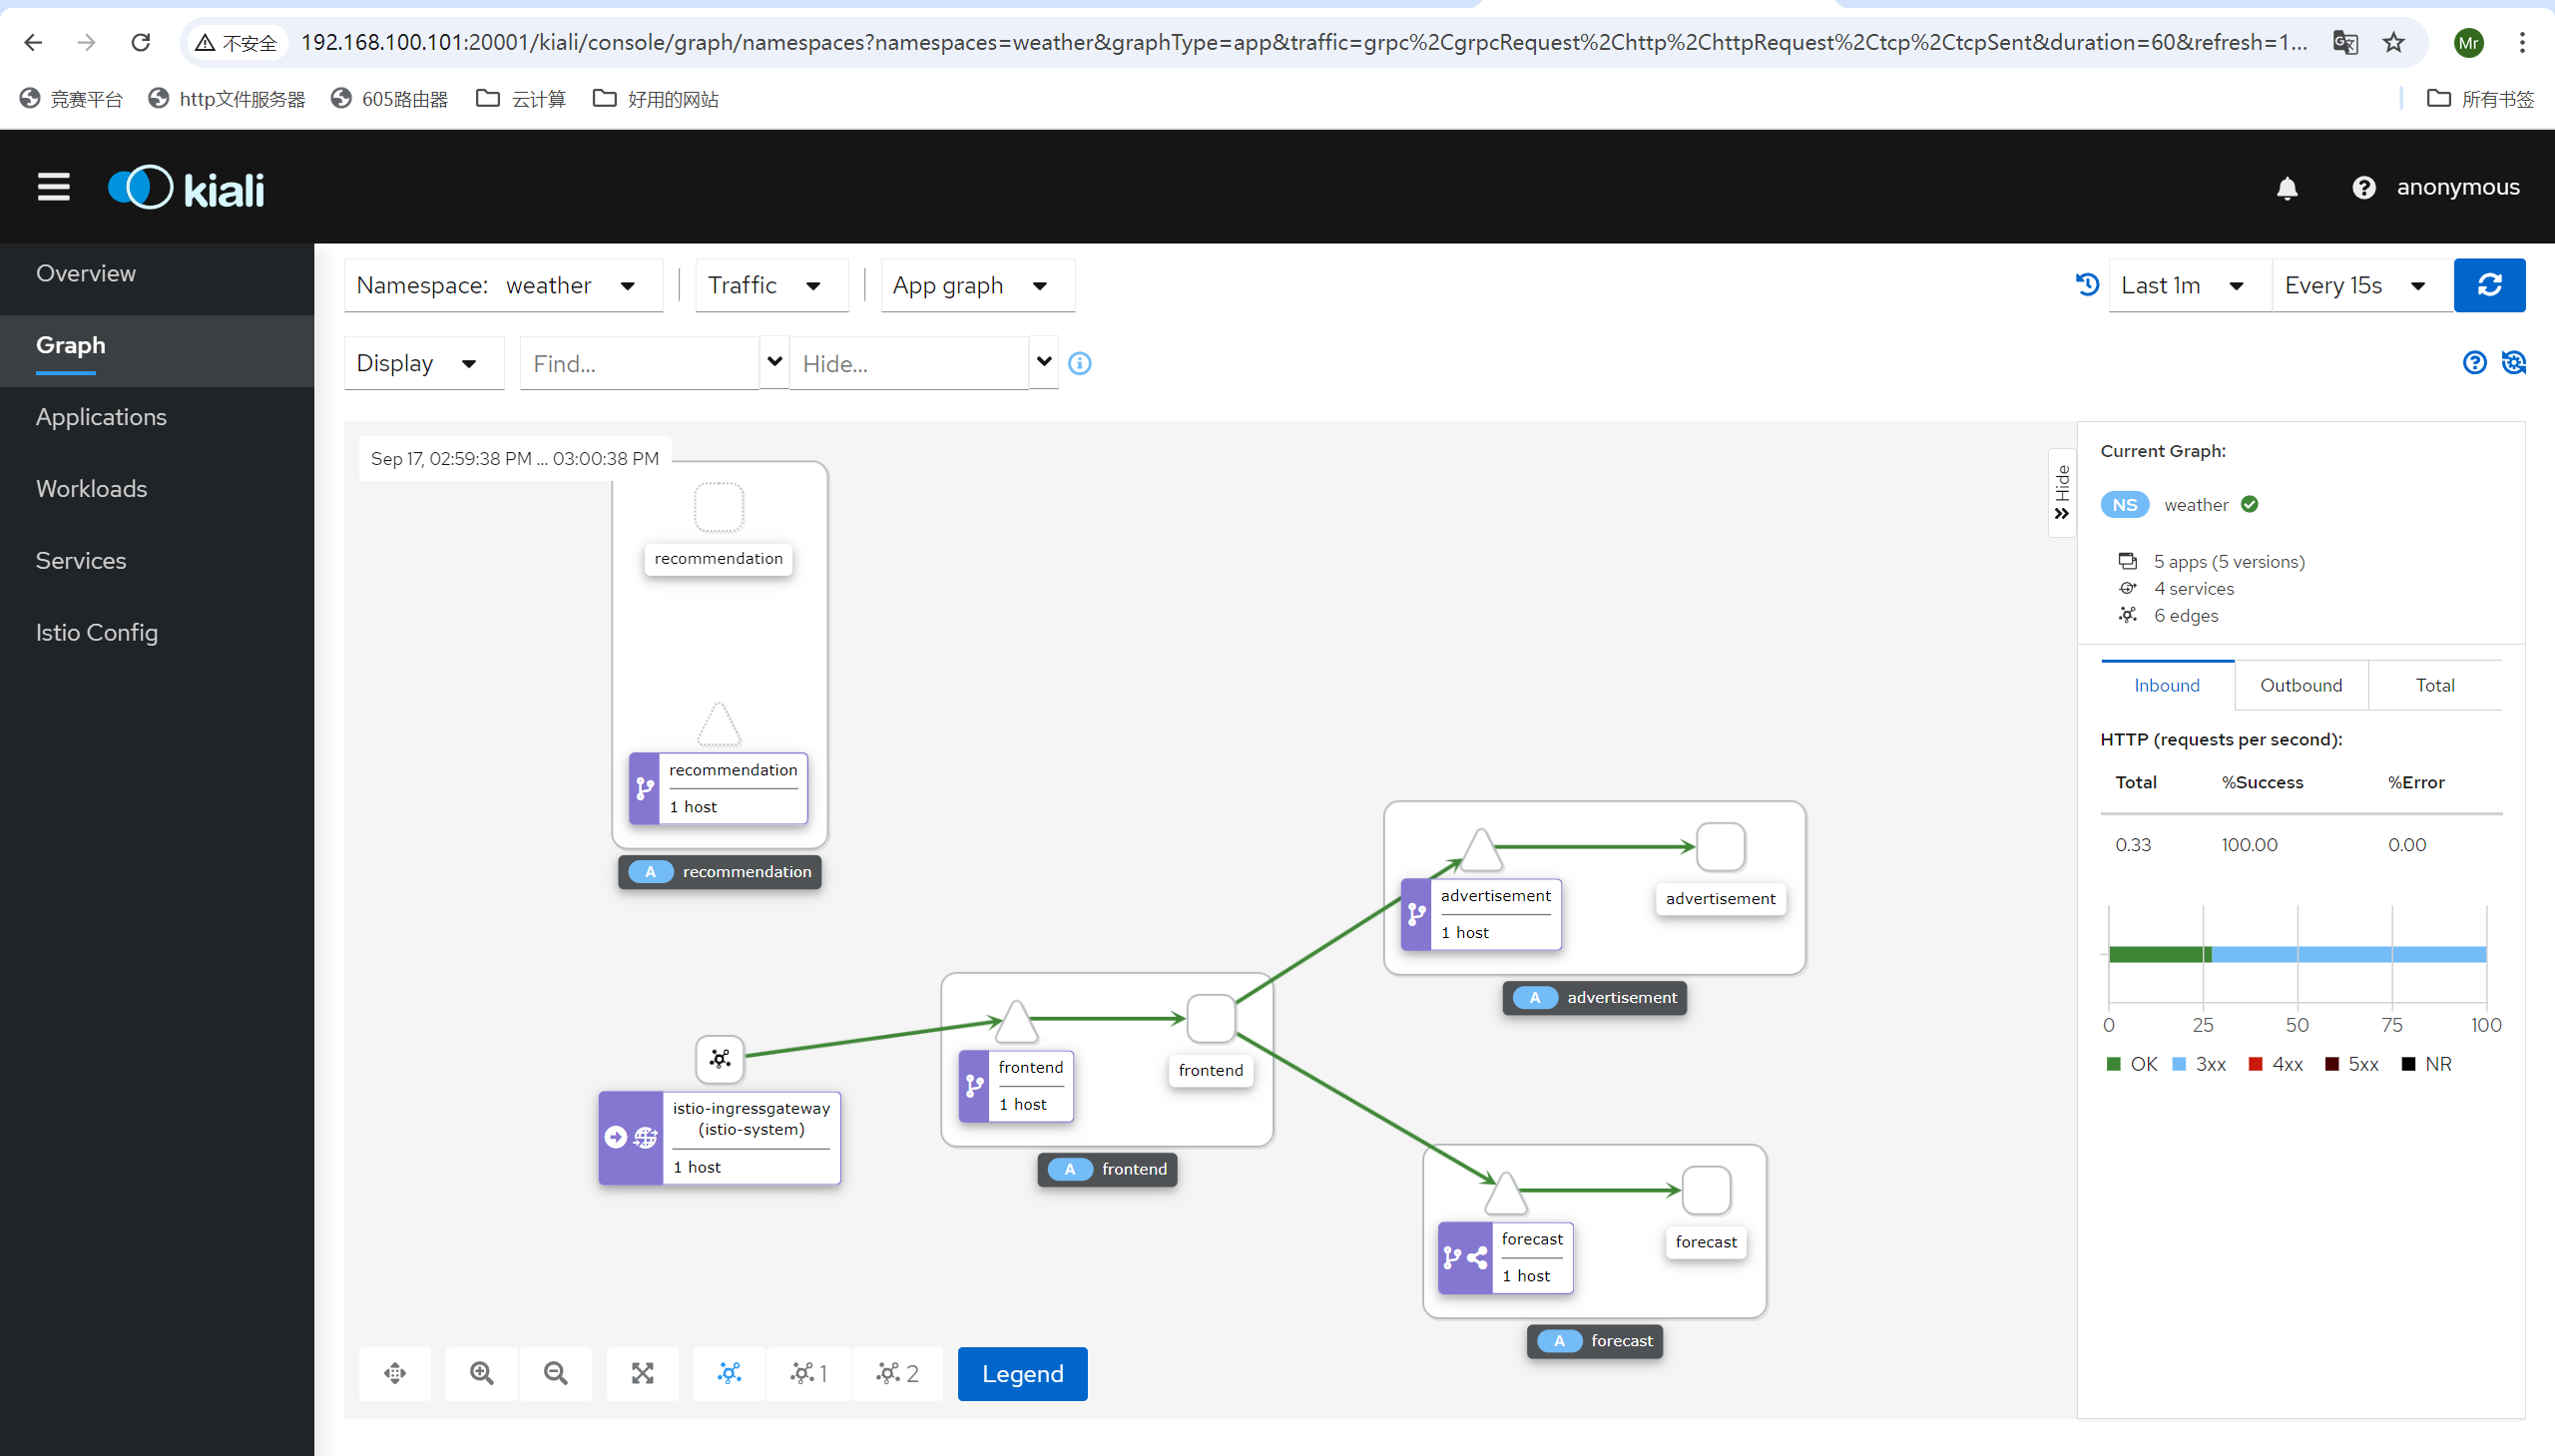 不安全
192.168.100.101:20001/kiali/console/graph/namespaces?namespaces=weather&graphType=app&traffic=grpc%2CgrpcRequest%2Chttp%2ChttpRequest%2Ctcp%2CtcpSent&duration=60&refresh=1...
Mr
竞赛平台
http文件服务器
605路由器
云计算
好用的网站
所有书签
kiali
anonymous
Overview
Graph
Applications
Workloads
Services
Istio Config
Namespace: weather
Traffic
App graph
Last 1m
Every 15s
Display
Find...
Hide...
Sep 17, 02:59:38 PM ... 03:00:38 PM
recommendation
recommendation
1 host
A recommendation
advertisement
1 host
advertisement
A advertisement
frontend
1 host
frontend
A frontend
istio-ingressgateway
(istio-system)
1 host
forecast
1 host
forecast
A forecast
1
2
Legend
Hide
Current Graph:
NS weather
5 apps (5 versions)
4 services
6 edges
Inbound
Outbound
Total
HTTP (requests per second):
Total %Success %Error
0.33 100.00 0.00
0 25 50 75 100
OK 3xx 4xx 5xx NR